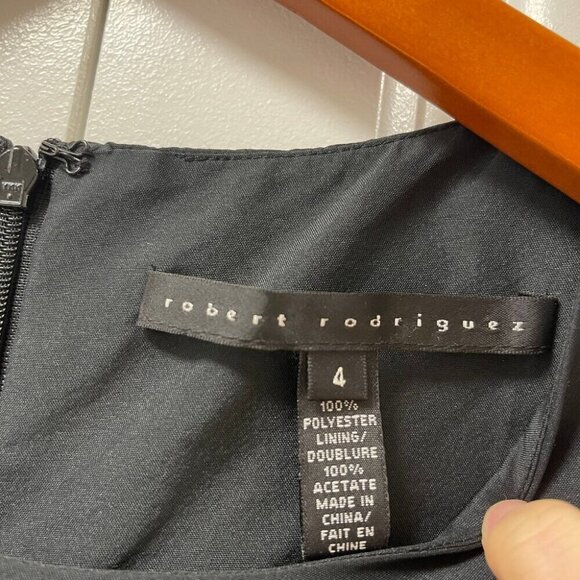 robert rodriguez
4
100%
POLYESTER
LINING/
DOUBLURE
100%
ACETATE
MADE IN
CHINA/
FAIT EN
CHINE